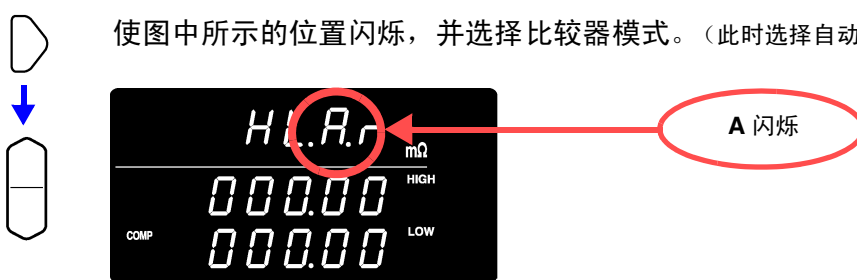 使图中所示的位置闪烁，并选择比较器模式。（此时选择自动
HL.A.r
mΩ
A 闪烁
000.00 HIGH
COMP
000.00 LOW